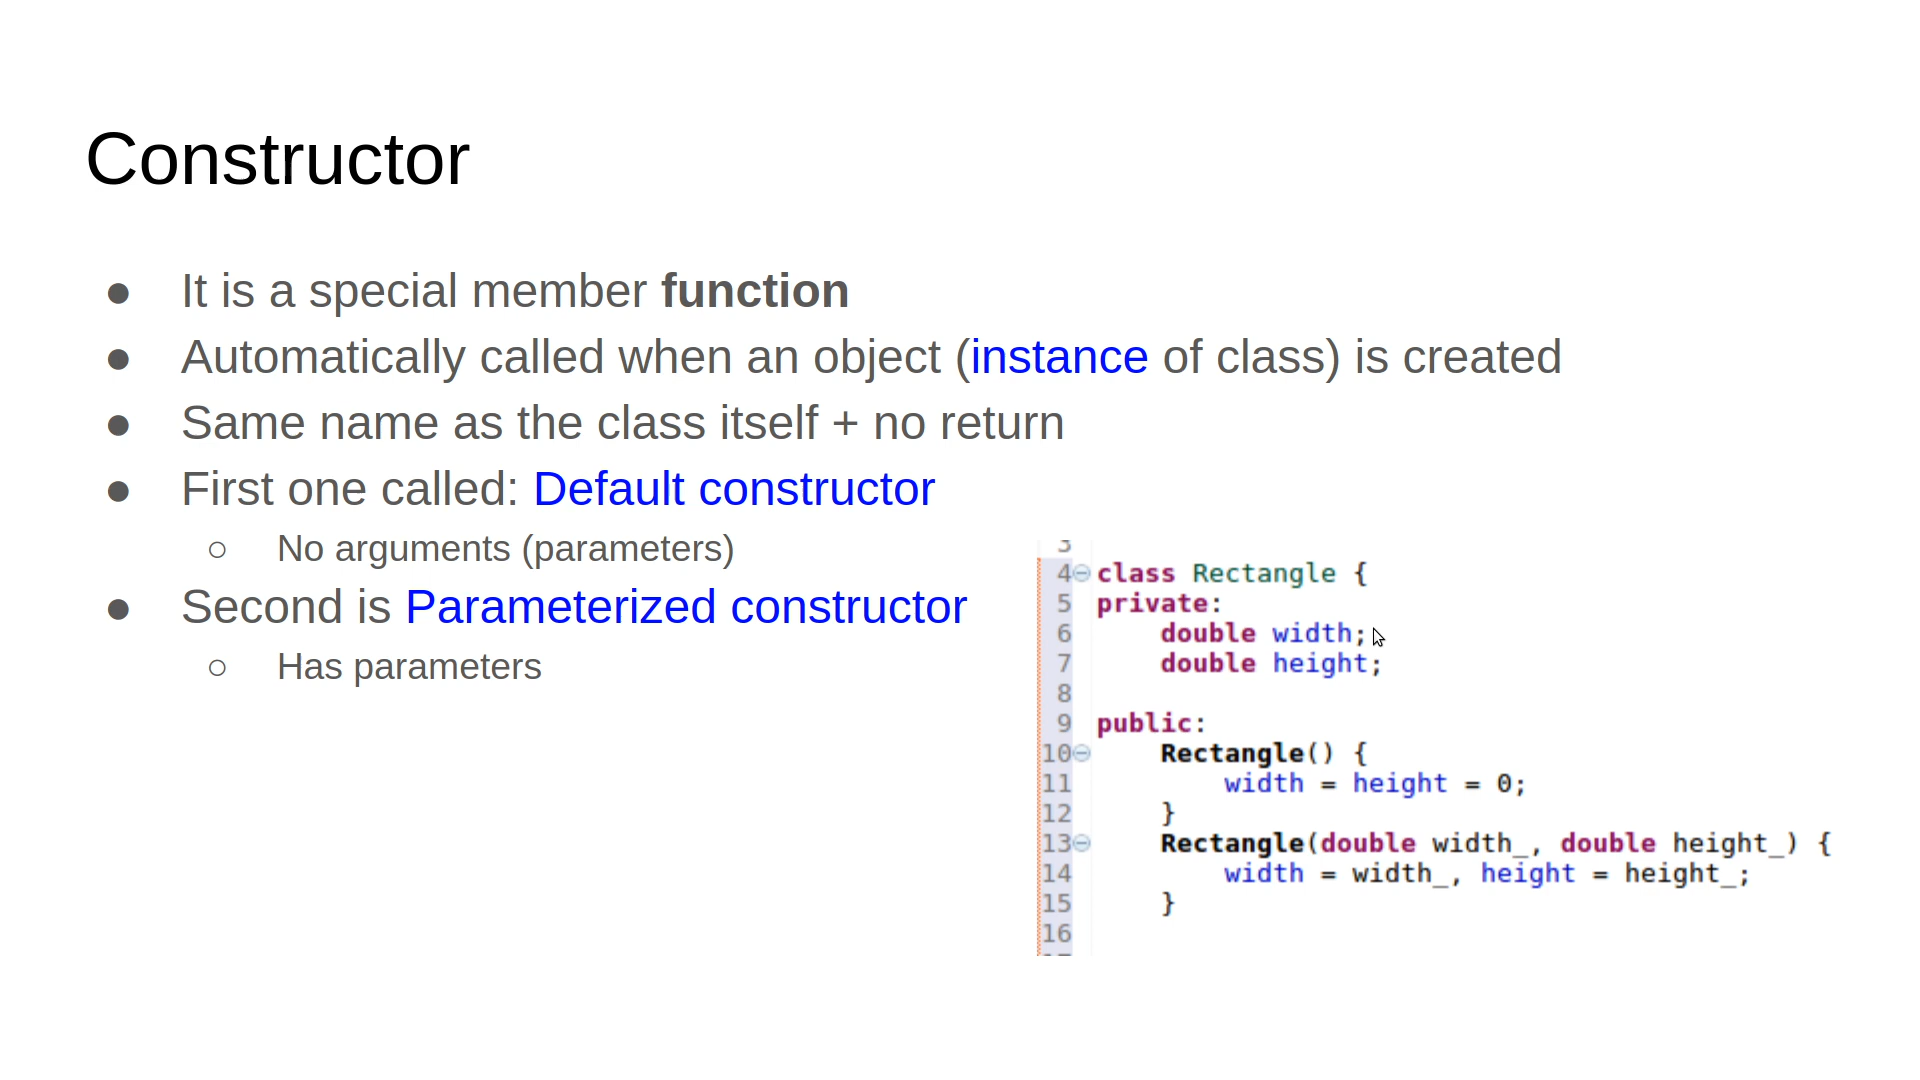 Constructor
● It is a special member function
● Automatically called when an object (instance of class) is created
● Same name as the class itself + no return
● First one called: Default constructor
○ No arguments (parameters)
● Second is Parameterized constructor
○ Has parameters
3
4 class Rectangle {
5 private:
6 double width;
7 double height;
8
9 public:
10 Rectangle() {
11 width = height = 0;
12 }
13 Rectangle(double width_, double height_) {
14 width = width_, height = height_;
15 }
16